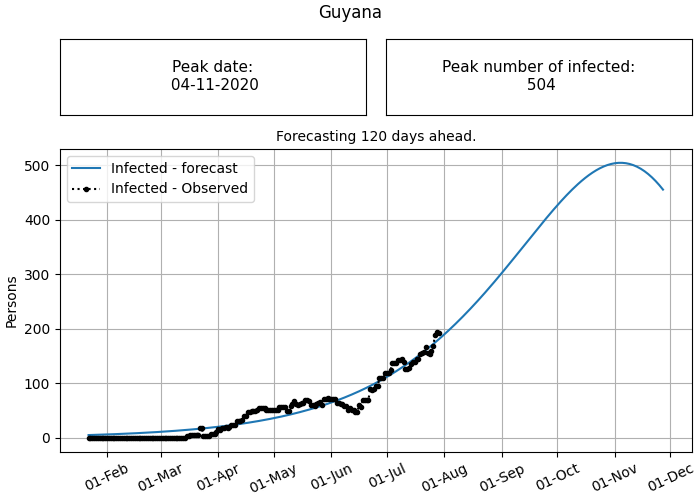 Guyana
Peak date:
04-11-2020
Peak number of infected:
504
Forecasting 120 days ahead.
Infected - forecast
Infected - Observed
Persons
500
400
300
200
100
0
01-Feb
01-Mar
01-Apr
01-May
01-Jun
01-Jul
01-Aug
01-Sep
01-Oct
01-Nov
01-Dec